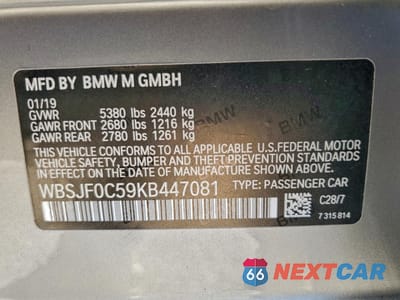 MFD BY BMW M GMBH
01/19
GVWR 5380 lbs 2440 kg
GAWR FRONT 2680 lbs 1216 kg
GAWR REAR 2780 lbs 1261 kg
THIS VEHICLE CONFORMS TO ALL APPLICABLE U.S.FEDERAL MOTOR
VEHICLE SAFETY, BUMPER, AND THEFT PREVENTION
STANDARDS IN EFFECT ON THE DATE OF MANUFACTURE SHOWN ABOVE.
WBSJF0C59KB447081 TYPE: PASSENGER CAR
C28/7
7 315 814
BMW
BMW
66 NEXTCAR